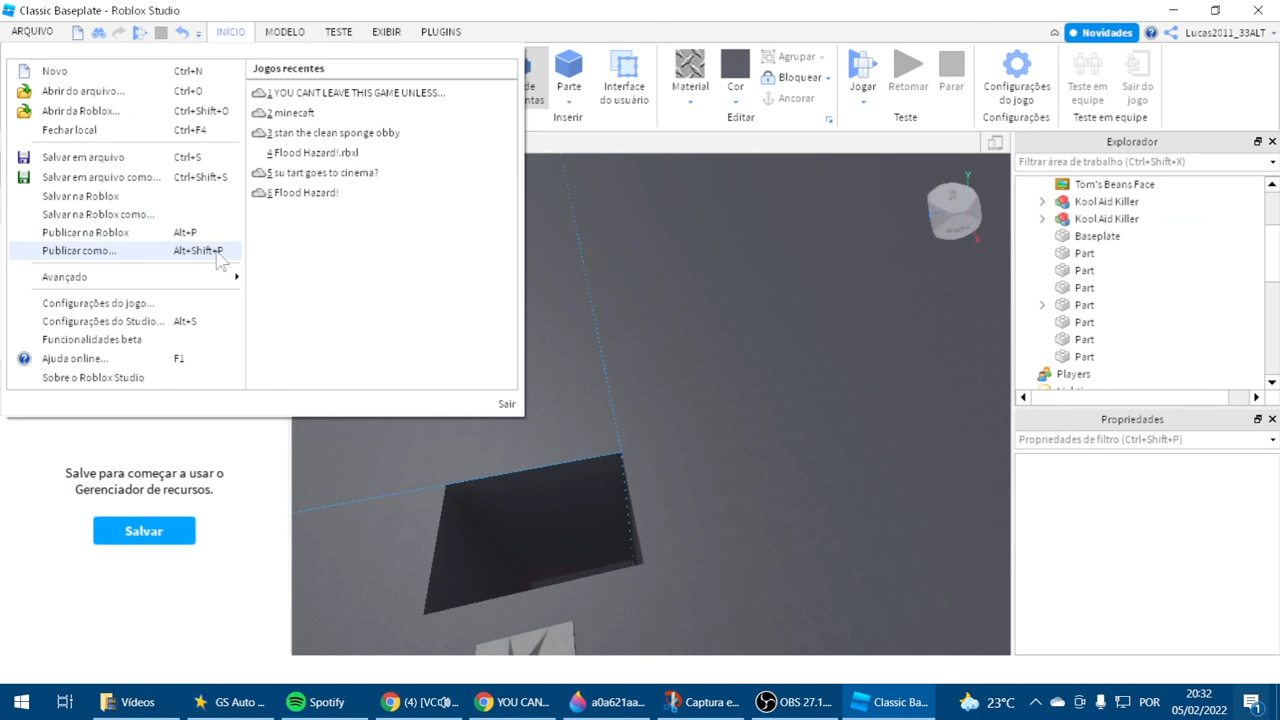 Classic Baseplate - Roblox Studio
ARQUIVO INÍCIO MODELO TESTE EXIBIR PLUGINS Novidades Lucas2011_33ALT
Novo Ctrl+N
Abrir do arquivo... Ctrl+O
Abrir da Roblox... Ctrl+Shift+O
Fechar local Ctrl+F4
Salvar em arquivo Ctrl+S
Salvar em arquivo como... Ctrl+Shift+S
Salvar na Roblox
Salvar na Roblox como...
Publicar na Roblox Alt+P
Publicar como... Alt+Shift+P
Avançado
Configurações do jogo...
Configurações do Studio... Alt+S
Funcionalidades beta
Ajuda online... F1
Sobre o Roblox Studio
Jogos recentes
1 YOU CANT LEAVE THIS GAME UNLESS...
2 minecaft
3 stan the clean sponge obby
4 Flood Hazard!.rbxl
5 su tart goes to cinema?
6 Flood Hazard!
Sair
de
Parte
Interface
do usuário
Inserir
Material
Cor
Agrupar
Bloquear
Ancorar
Editar
Jogar
Retomar
Parar
Teste
Configurações
do jogo
Configurações
Teste em
equipe
Sair do
jogo
Teste em equipe
Explorador
Filtrar área de trabalho (Ctrl+Shift+X)
Tom's Beans Face
Kool Aid Killer
Kool Aid Killer
Baseplate
Part
Part
Part
Part
Part
Part
Part
Players
Propriedades
Propriedades de filtro (Ctrl+Shift+P)
Y
X
Salve para começar a usar o
Gerenciador de recursos.
Salvar
Vídeos GS Auto ... Spotify YOU CAN... a0a621aa... Captura e... OBS 27.1... Classic Ba... 23°C POR
20:32
05/02/2022
1